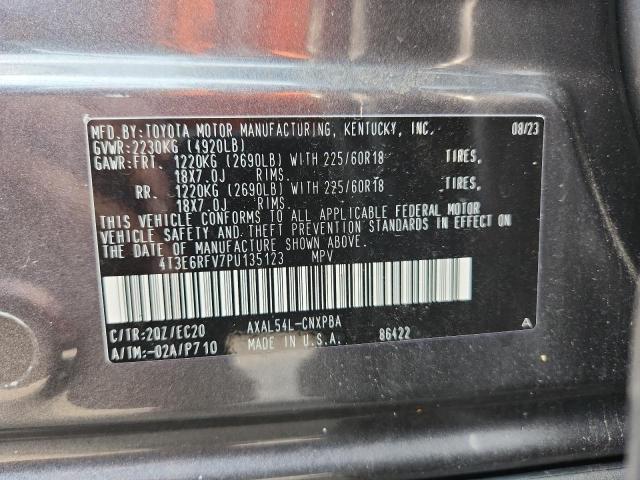 MFD.BY:TOYOTA MOTOR MANUFACTURING, KENTUCKY, INC. 08/23
GVWR:2230KG (4920LB)
GAWR:FRT. 1220KG (2690LB) WITH 225/60R18 TIRES,
18X7.0J RIMS.
RR. 1220KG (2690LB) WITH 225/60R18 TIRES,
18X7.0J RIMS.
THIS VEHICLE CONFORMS TO ALL APPLICABLE FEDERAL MOTOR
VEHICLE SAFETY AND THEFT PREVENTION STANDARDS IN EFFECT ON
THE DATE OF MANUFACTURE SHOWN ABOVE.
4T3E6RFV7PU135123 MPV
C/TR:20Z/EC20 AXAL54L-CNXPBA 86422 A
A/TM:-02A/P710 MADE IN U.S.A.